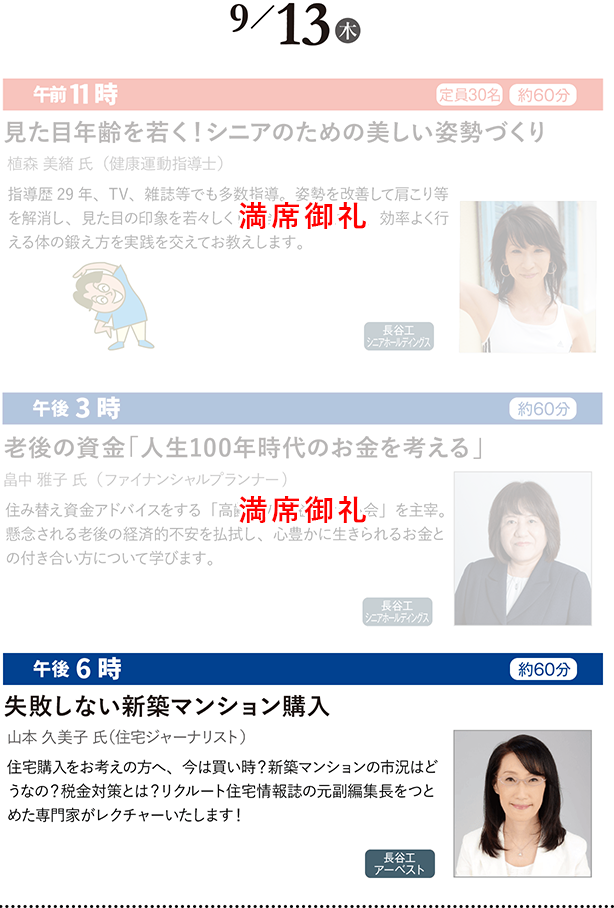 9/13木
午前11時 定員30名 約60分
見た目年齢を若く！シニアのための美しい姿勢づくり
植森 美緒 氏（健康運動指導士）
指導歴 29 年、TV、雑誌等でも多数指導。姿勢を改善して肩こり等
を解消し、見た目の印象を若々しく 満席御礼 効率よく行
える体の鍛え方を実践を交えてお教えします。
長谷工
シニアホールディングス
午後 3 時 約60分
老後の資金「人生100年時代のお金を考える」
畠中 雅子 氏（ファイナンシャルプランナー）
住み替え資金アドバイスをする「高齢 満席御礼 会」を主宰。
懸念される老後の経済的不安を払拭し、心豊かに生きられるお金と
の付き合い方について学びます。
長谷工
シニアホールディングス
午後 6 時 約60分
失敗しない新築マンション購入
山本 久美子 氏（住宅ジャーナリスト）
住宅購入をお考えの方へ、今は買い時？新築マンションの市況はど
うなの？税金対策とは？リクルート住宅情報誌の元副編集長をつと
めた専門家がレクチャーいたします！
長谷工
アーベスト